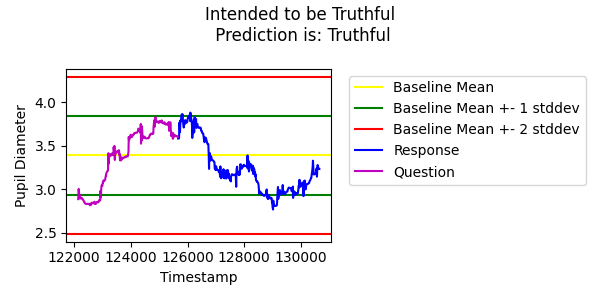 Intended to be Truthful
Prediction is: Truthful
Pupil Diameter
4.0
3.5
3.0
2.5
122000 124000 126000 128000 130000
Timestamp
Baseline Mean
Baseline Mean +- 1 stddev
Baseline Mean +- 2 stddev
Response
Question